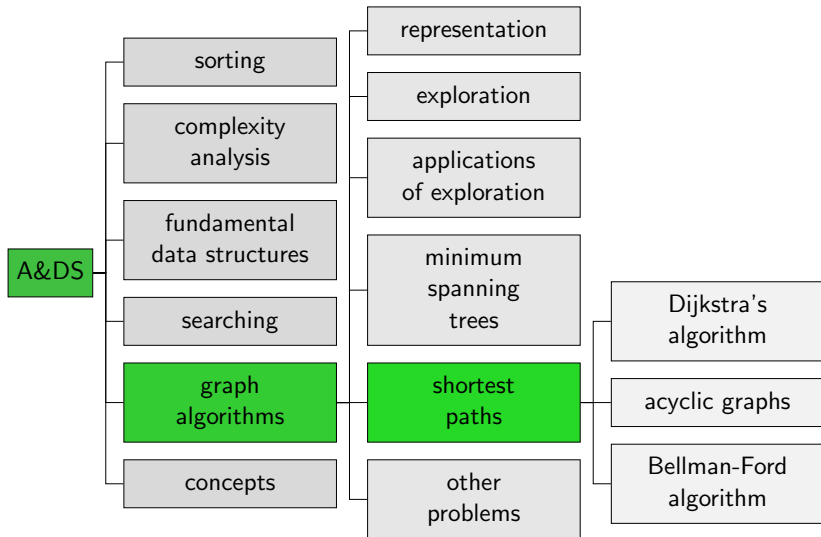 A&DS
sorting
complexity
analysis
fundamental
data structures
searching
graph
algorithms
concepts
representation
exploration
applications
of exploration
minimum
spanning
trees
shortest
paths
other
problems
Dijkstra's
algorithm
acyclic graphs
Bellman-Ford
algorithm